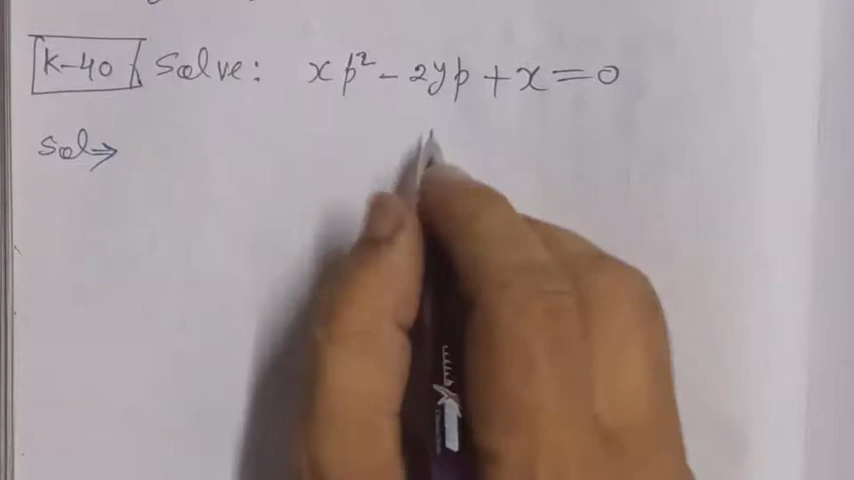 K-40 Solve: xp² - 2yp + x = 0
Sol⇒